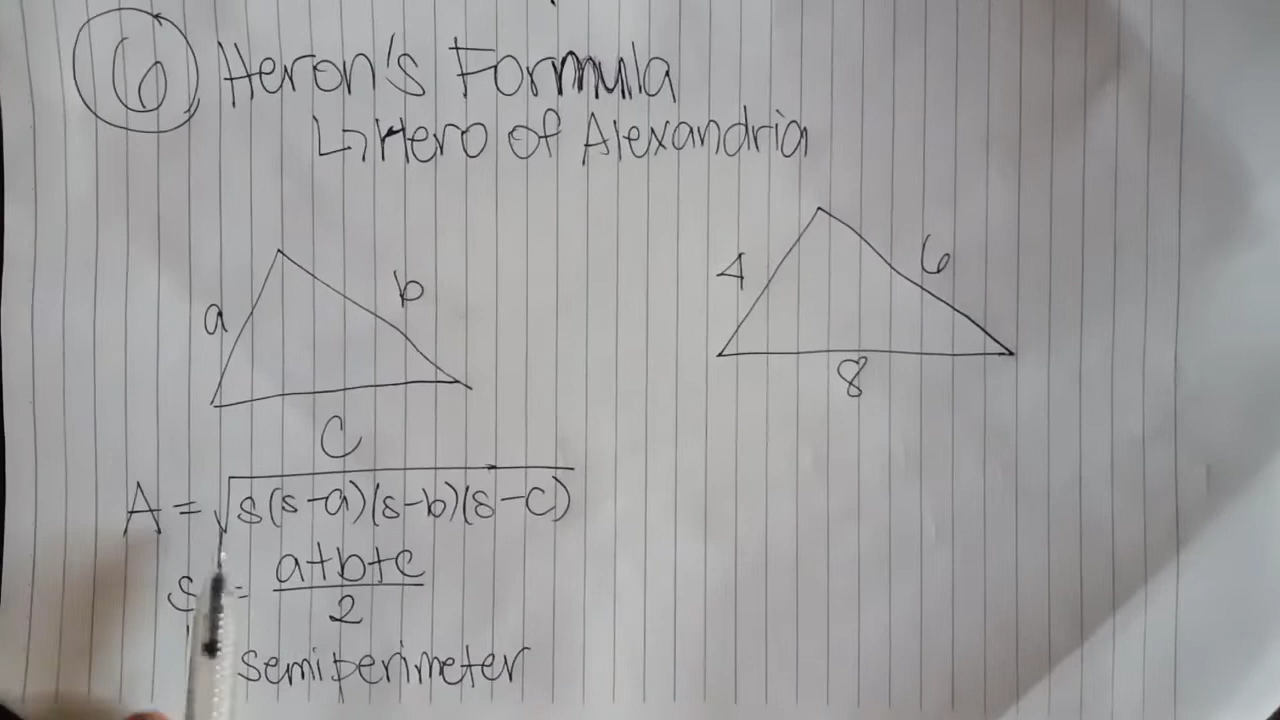 6 Heron's Formula
↳ Hero of Alexandria
a
b
c
4
6
8
A = √s(s-a)(s-b)(s-c)
s = a+b+c
2
semiperimeter